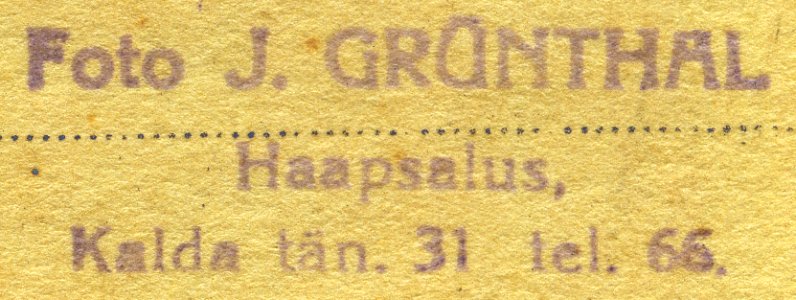 Foto J. GRÜNTHAL
Haapsalus,
Kalda tän. 31 tel. 66.